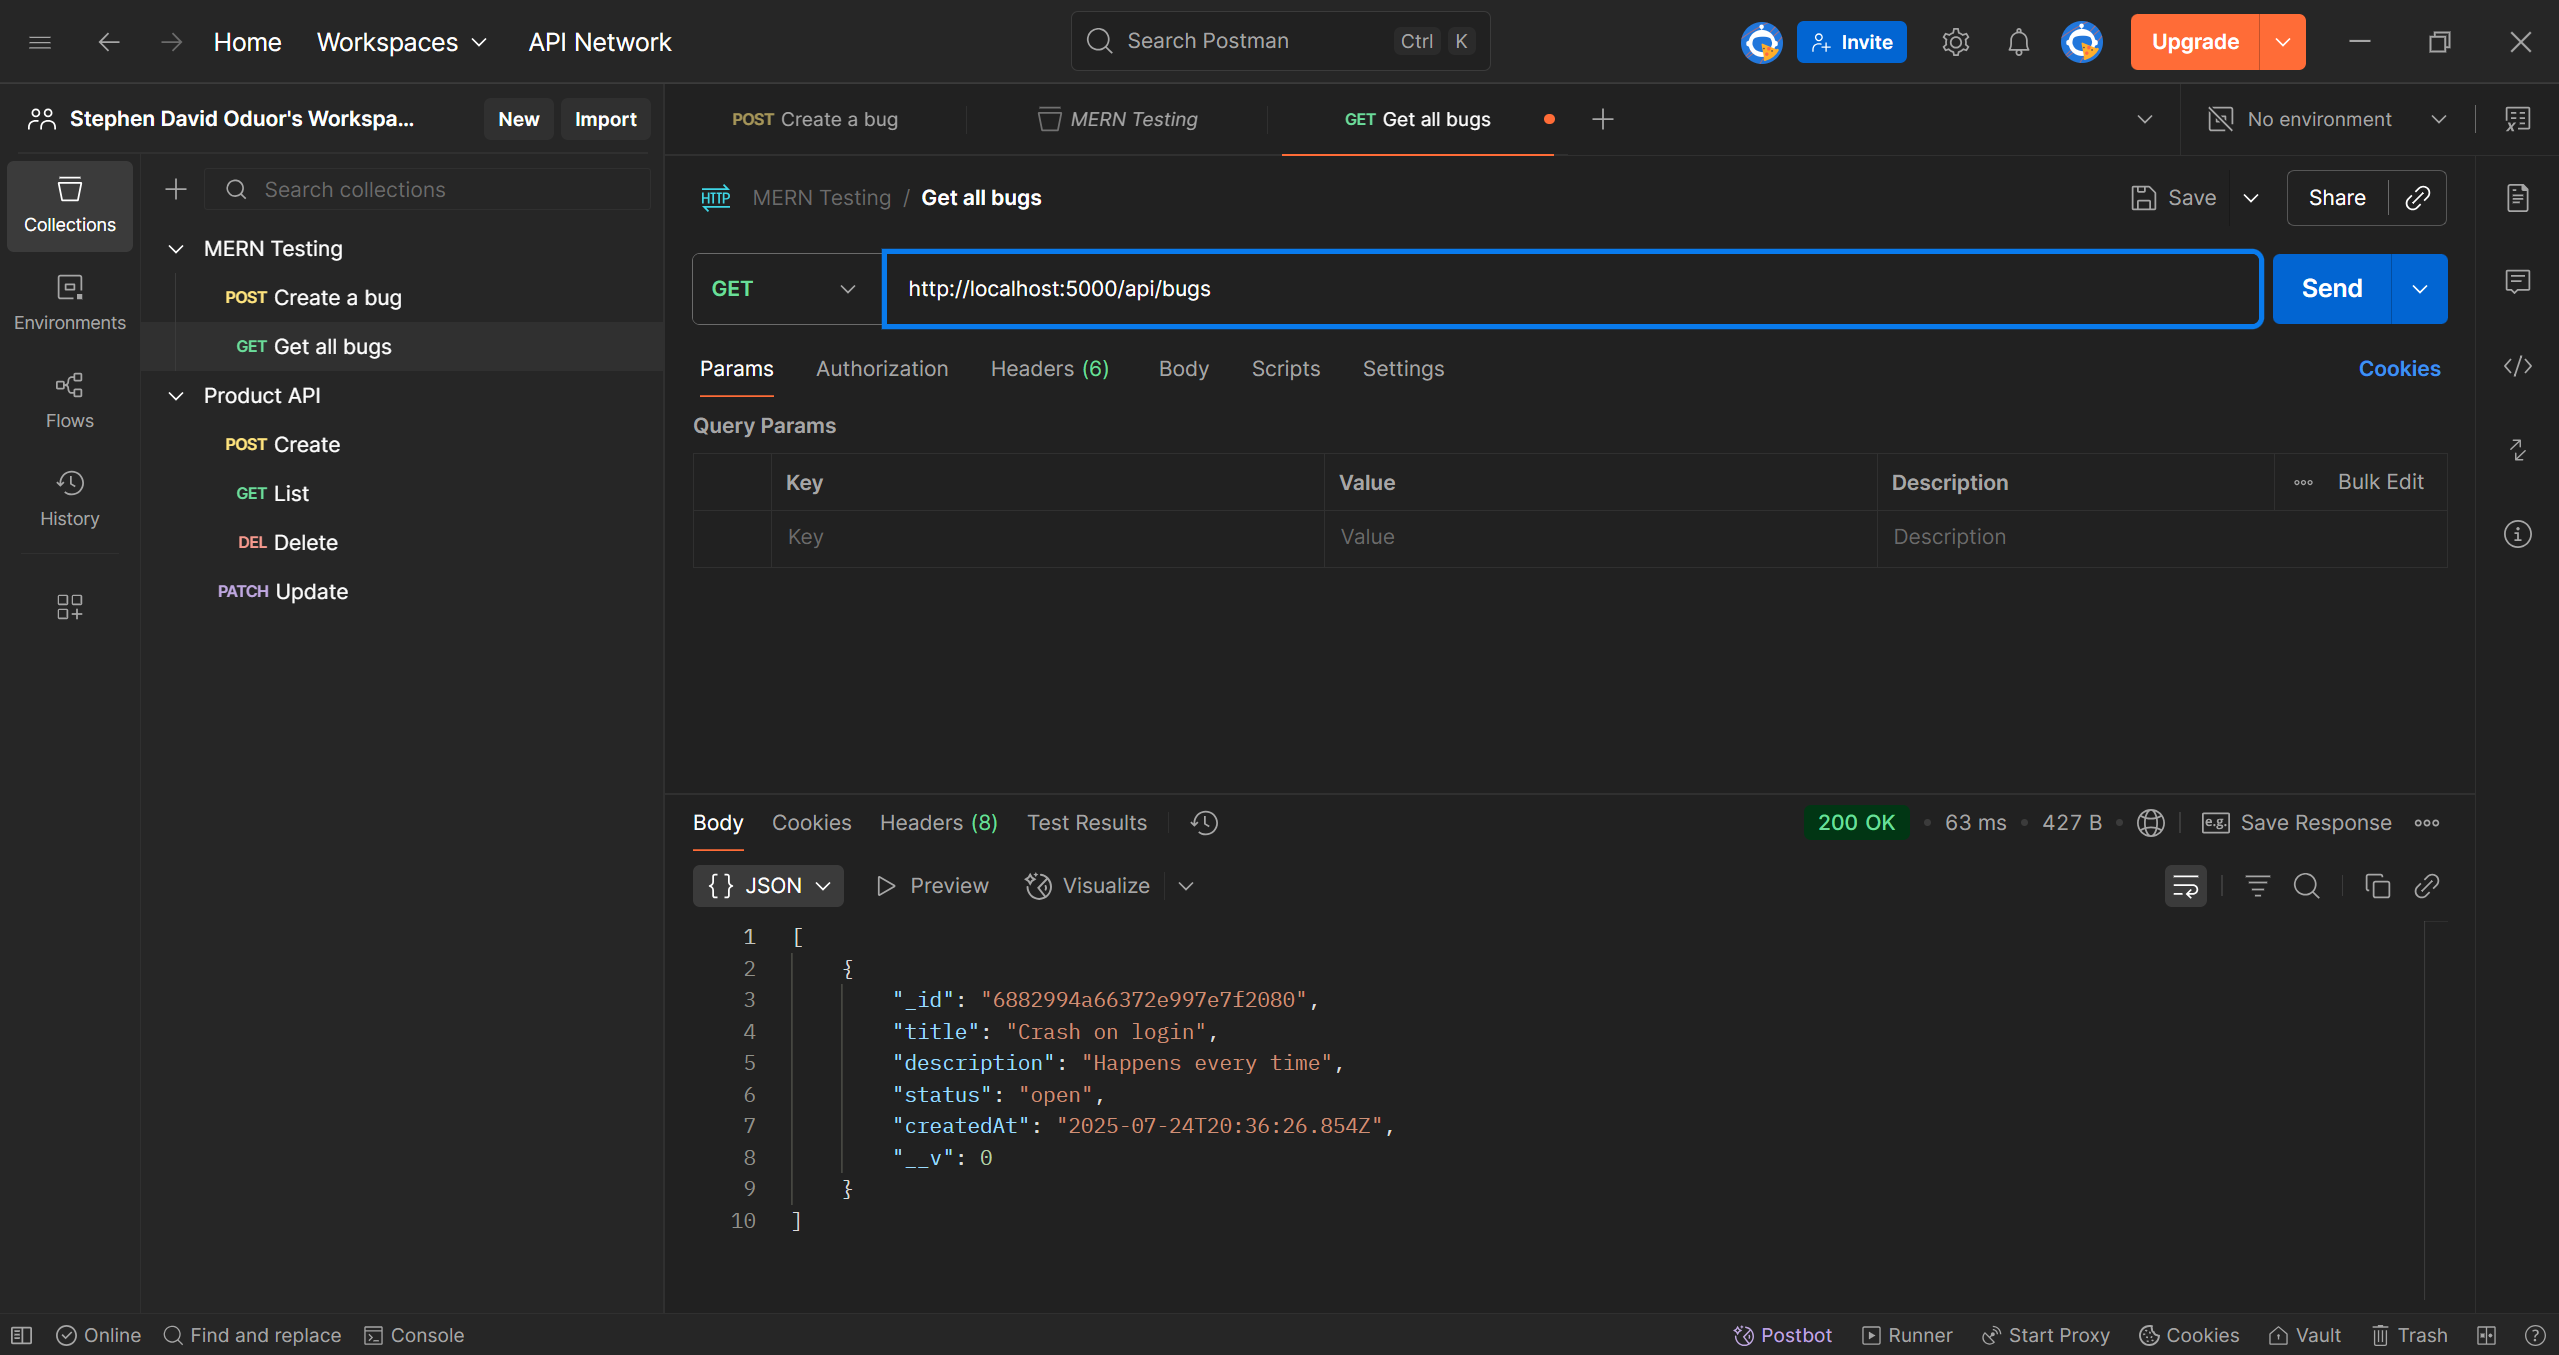 Home Workspaces API Network Search Postman Ctrl K Invite Upgrade
Stephen David Oduor's Workspa... New Import POST Create a bug MERN Testing GET Get all bugs No environment
Collections
Environments
Flows
History
Search collections
MERN Testing
POST Create a bug
GET Get all bugs
Product API
POST Create
GET List
DEL Delete
PATCH Update
HTTP MERN Testing / Get all bugs Save Share
GET http://localhost:5000/api/bugs Send
Params Authorization Headers (6) Body Scripts Settings Cookies
Query Params
Key Value Description Bulk Edit
Key Value Description
Body Cookies Headers (8) Test Results 200 OK 63 ms 427 B e.g. Save Response
{} JSON Preview Visualize
1 [
2 {
3 "_id": "6882994a66372e997e7f2080",
4 "title": "Crash on login",
5 "description": "Happens every time",
6 "status": "open",
7 "createdAt": "2025-07-24T20:36:26.854Z",
8 "__v": 0
9 }
10 ]
Online Find and replace Console Postbot Runner Start Proxy Cookies Vault Trash